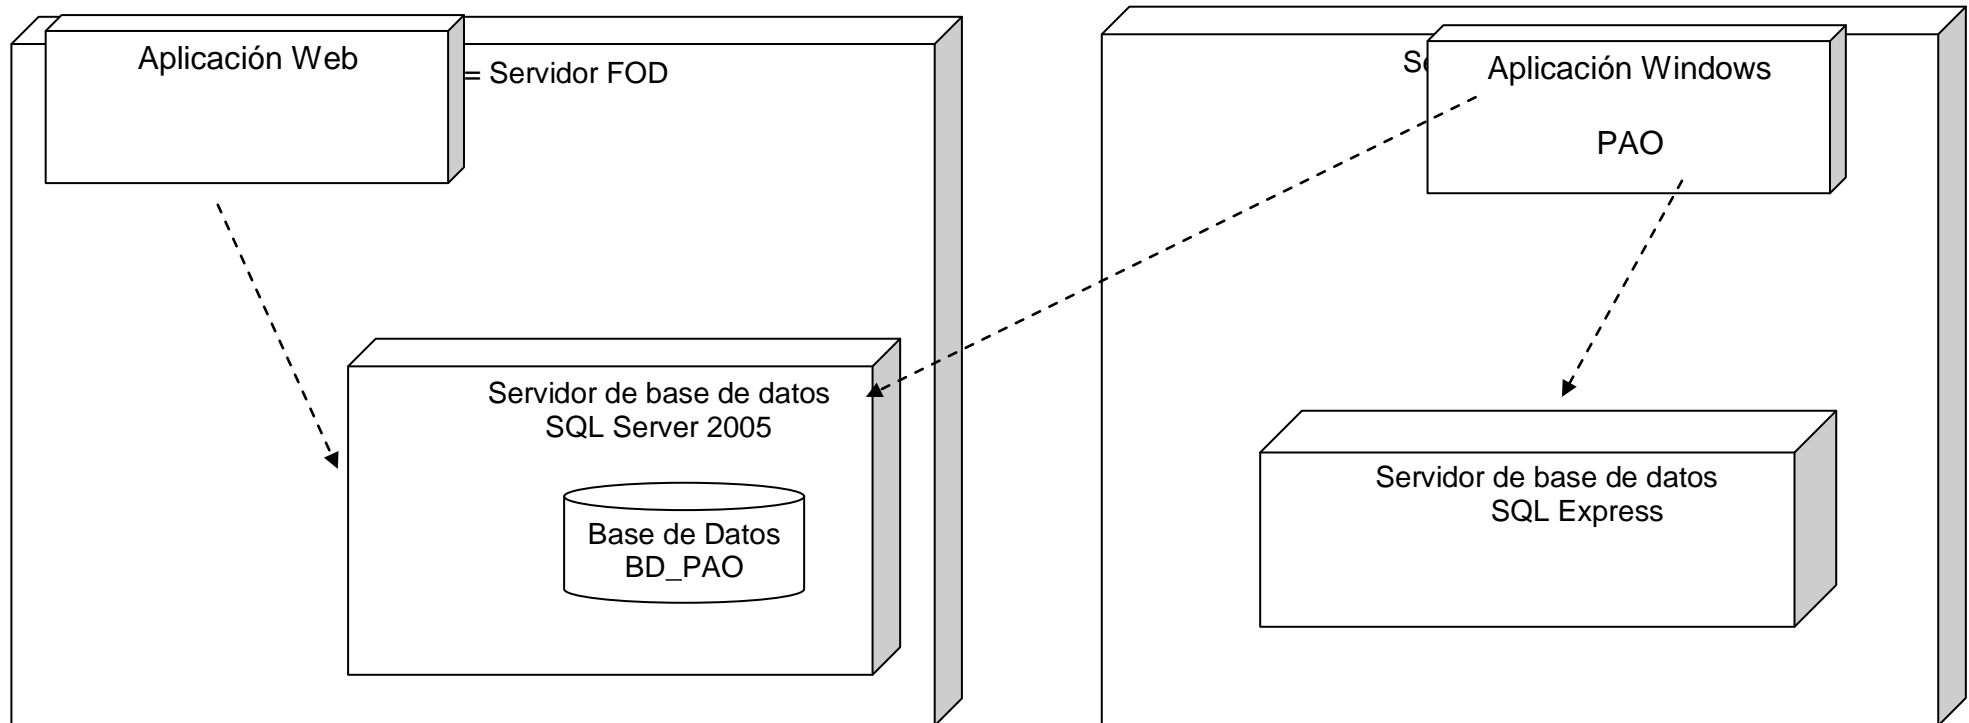 Aplicación Web
= Servidor FOD
Servidor de base de datos
SQL Server 2005
Base de Datos
BD_PAO
Aplicación Windows
PAO
Servidor de base de datos
SQL Express